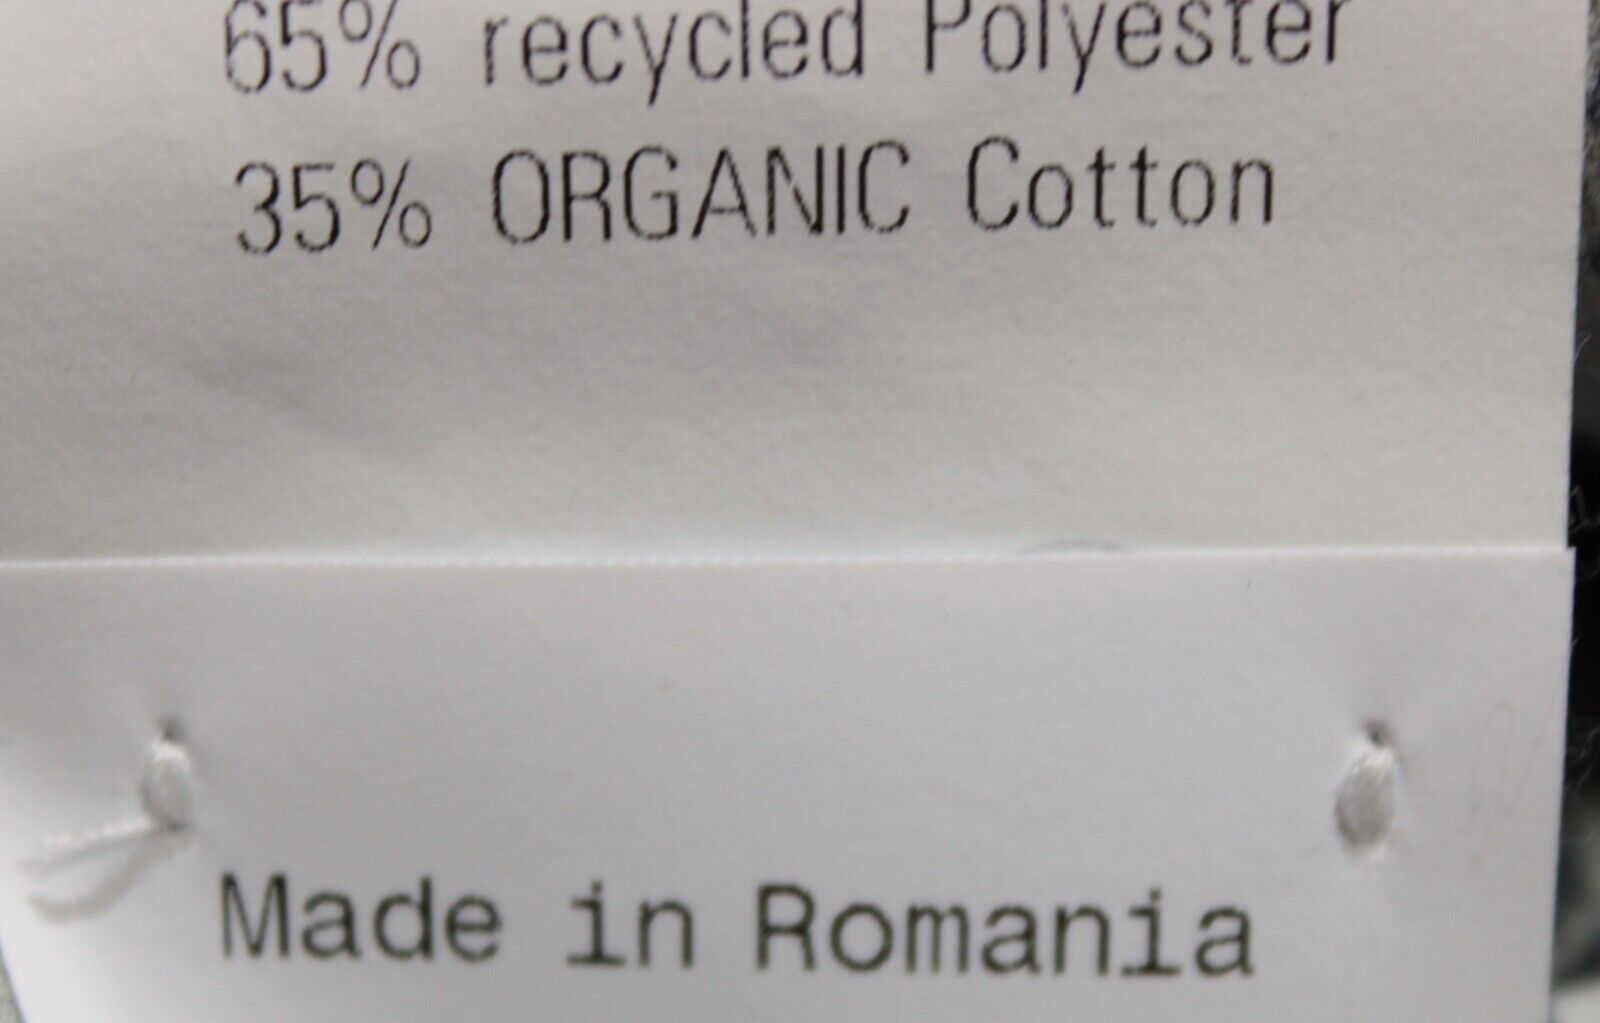 65% recycled Polyester
35% ORGANIC Cotton
Made in Romania